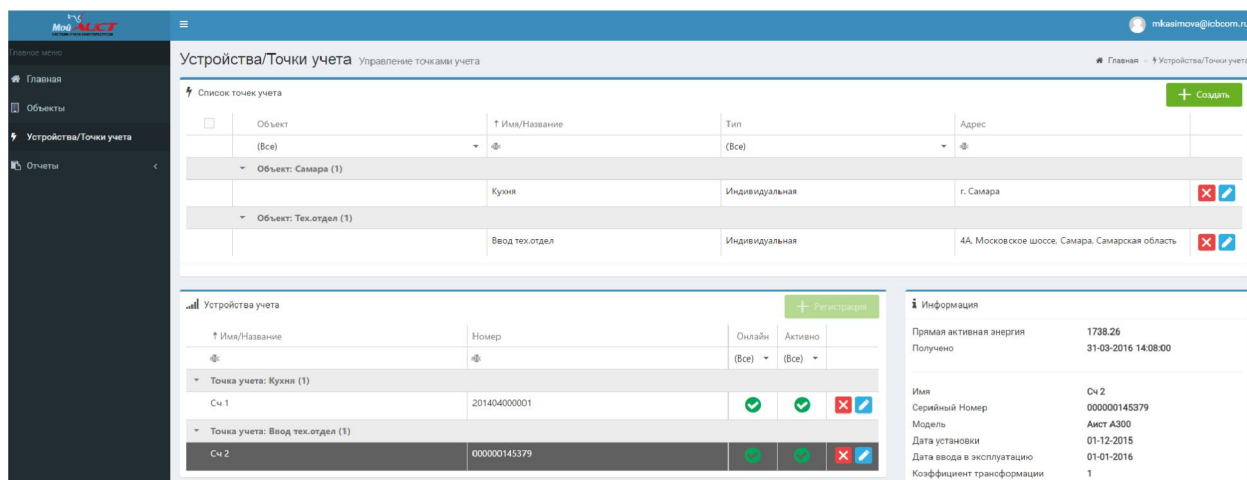 Мой АИСТ
mkasimova@icbcom.ru
Главное меню
Главная
Объекты
Устройства/Точки учета
Отчеты
Устройства/Точки учета Управление точками учета
Главная > Устройства/Точки учета
Список точек учета
Создать
Объект ↑ Имя/Название Тип Адрес
(Все) (Все)
Объект: Самара (1)
Кухня Индивидуальная г. Самара
Объект: Тех.отдел (1)
Ввод тех.отдел Индивидуальная 4А, Московское шоссе, Самара, Самарская область
Устройства учета
Регистрация
↑ Имя/Название Номер Онлайн Активно
(Все) (Все)
Точка учета: Кухня (1)
Сч 1 201404000001
Точка учета: Ввод тех.отдел (1)
Сч 2 000000145379
Информация
Прямая активная энергия 1738.26
Получено 31-03-2016 14:08:00
Имя Сч 2
Серийный Номер 000000145379
Модель Аист А300
Дата установки 01-12-2015
Дата ввода в эксплуатацию 01-01-2016
Коэффициент трансформации 1